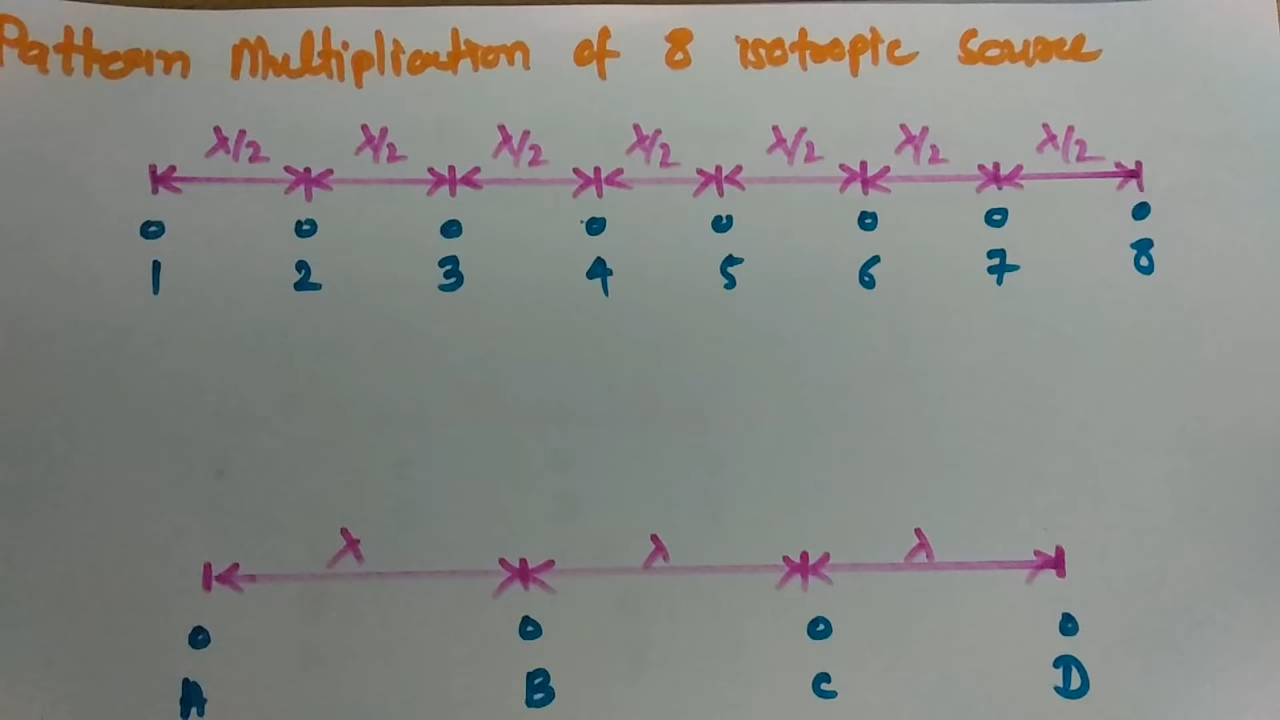 Pattern Multiplication of 8 isotropic source
λ/2 λ/2 λ/2 λ/2 λ/2 λ/2 λ/2
1 2 3 4 5 6 7 8
λ λ λ
A B C D